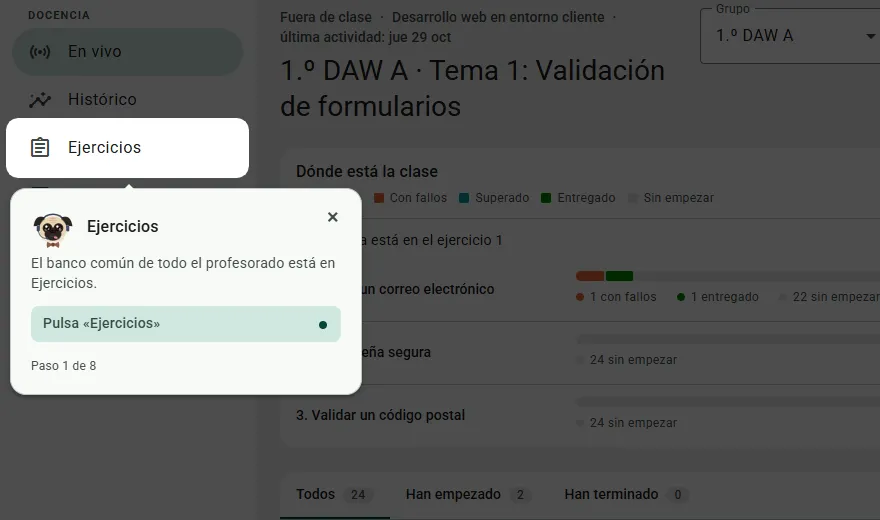 DOCENCIA
En vivo
Histórico
Ejercicios
Ejercicios
El banco común de todo el profesorado está en
Ejercicios.
Pulsa «Ejercicios»
Paso 1 de 8
Fuera de clase · Desarrollo web en entorno cliente ·
última actividad: jue 29 oct
1.º DAW A · Tema 1: Validación
de formularios
Grupo
1.º DAW A
Dónde está la clase
Con fallos Superado Entregado Sin empezar
está en el ejercicio 1
un correo electrónico
1 con fallos 1 entregado 22 sin empezar
segura
24 sin empezar
3. Validar un código postal
24 sin empezar
Todos 24 Han empezado 2 Han terminado 0